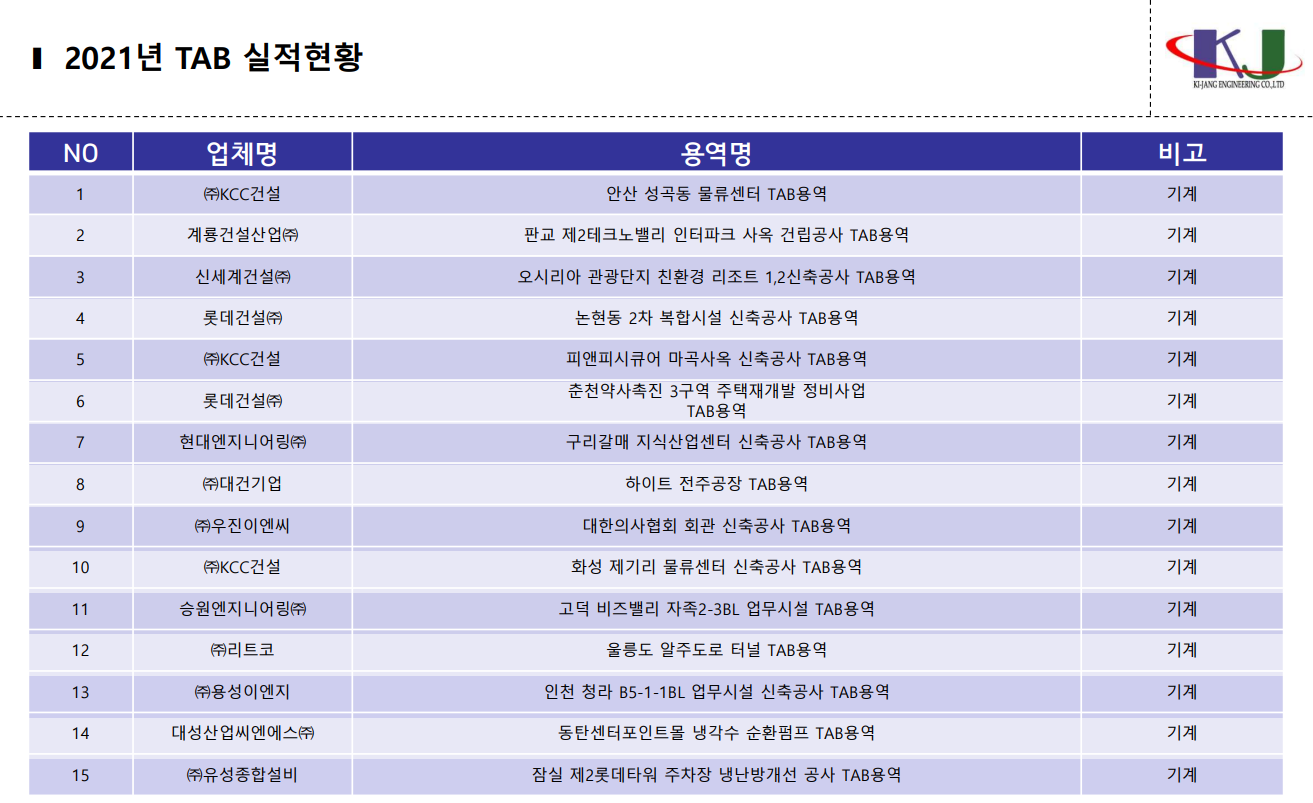 2021년 TAB 실적현황
KJ
KI-JANG ENGINEERING CO.,LTD
NO 업체명 용역명 비고
1 ㈜KCC건설 안산 성곡동 물류센터 TAB용역 기계
2 계룡건설산업㈜ 판교 제2테크노밸리 인터파크 사옥 건립공사 TAB용역 기계
3 신세계건설㈜ 오시리아 관광단지 친환경 리조트 1,2신축공사 TAB용역 기계
4 롯데건설㈜ 논현동 2차 복합시설 신축공사 TAB용역 기계
5 ㈜KCC건설 피앤피시큐어 마곡사옥 신축공사 TAB용역 기계
6 롯데건설㈜ 춘천약사촉진 3구역 주택재개발 정비사업 기계
TAB용역
7 현대엔지니어링㈜ 구리갈매 지식산업센터 신축공사 TAB용역 기계
8 ㈜대건기업 하이트 전주공장 TAB용역 기계
9 ㈜우진이엔씨 대한의사협회 회관 신축공사 TAB용역 기계
10 ㈜KCC건설 화성 제기리 물류센터 신축공사 TAB용역 기계
11 승원엔지니어링㈜ 고덕 비즈밸리 자족2-3BL 업무시설 TAB용역 기계
12 ㈜리트코 울릉도 알주도로 터널 TAB용역 기계
13 ㈜용성이엔지 인천 청라 B5-1-1BL 업무시설 신축공사 TAB용역 기계
14 대성산업씨엔에스㈜ 동탄센터포인트몰 냉각수 순환펌프 TAB용역 기계
15 ㈜유성종합설비 잠실 제2롯데타워 주차장 냉난방개선 공사 TAB용역 기계